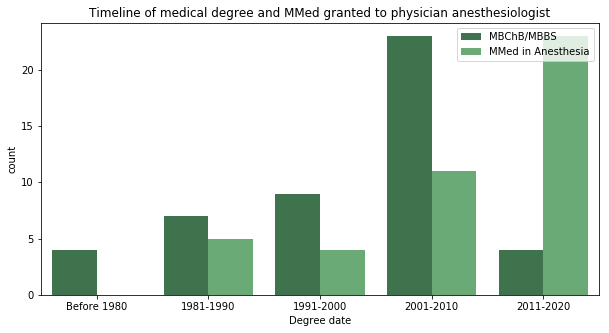 Timeline of medical degree and MMed granted to physician anesthesiologist
MBChB/MBBS
MMed in Anesthesia
count
20
15
10
5
0
Before 1980
1981-1990
1991-2000
2001-2010
2011-2020
Degree date